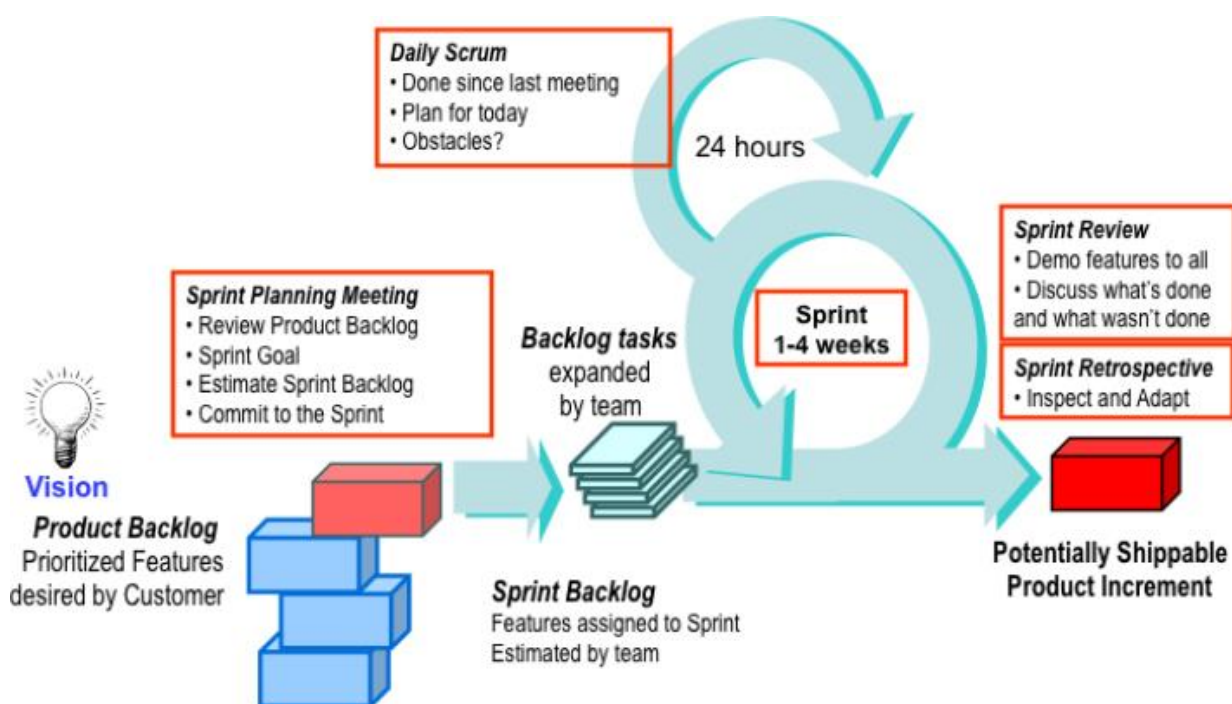 Daily Scrum
• Done since last meeting
• Plan for today
• Obstacles?
24 hours
Sprint Planning Meeting
• Review Product Backlog
• Sprint Goal
• Estimate Sprint Backlog
• Commit to the Sprint
Backlog tasks
expanded
by team
Sprint
1-4 weeks
Sprint Review
• Demo features to all
• Discuss what's done
and what wasn't done
Sprint Retrospective
• Inspect and Adapt
Vision
Product Backlog
Prioritized Features
desired by Customer
Sprint Backlog
Features assigned to Sprint
Estimated by team
Potentially Shippable
Product Increment